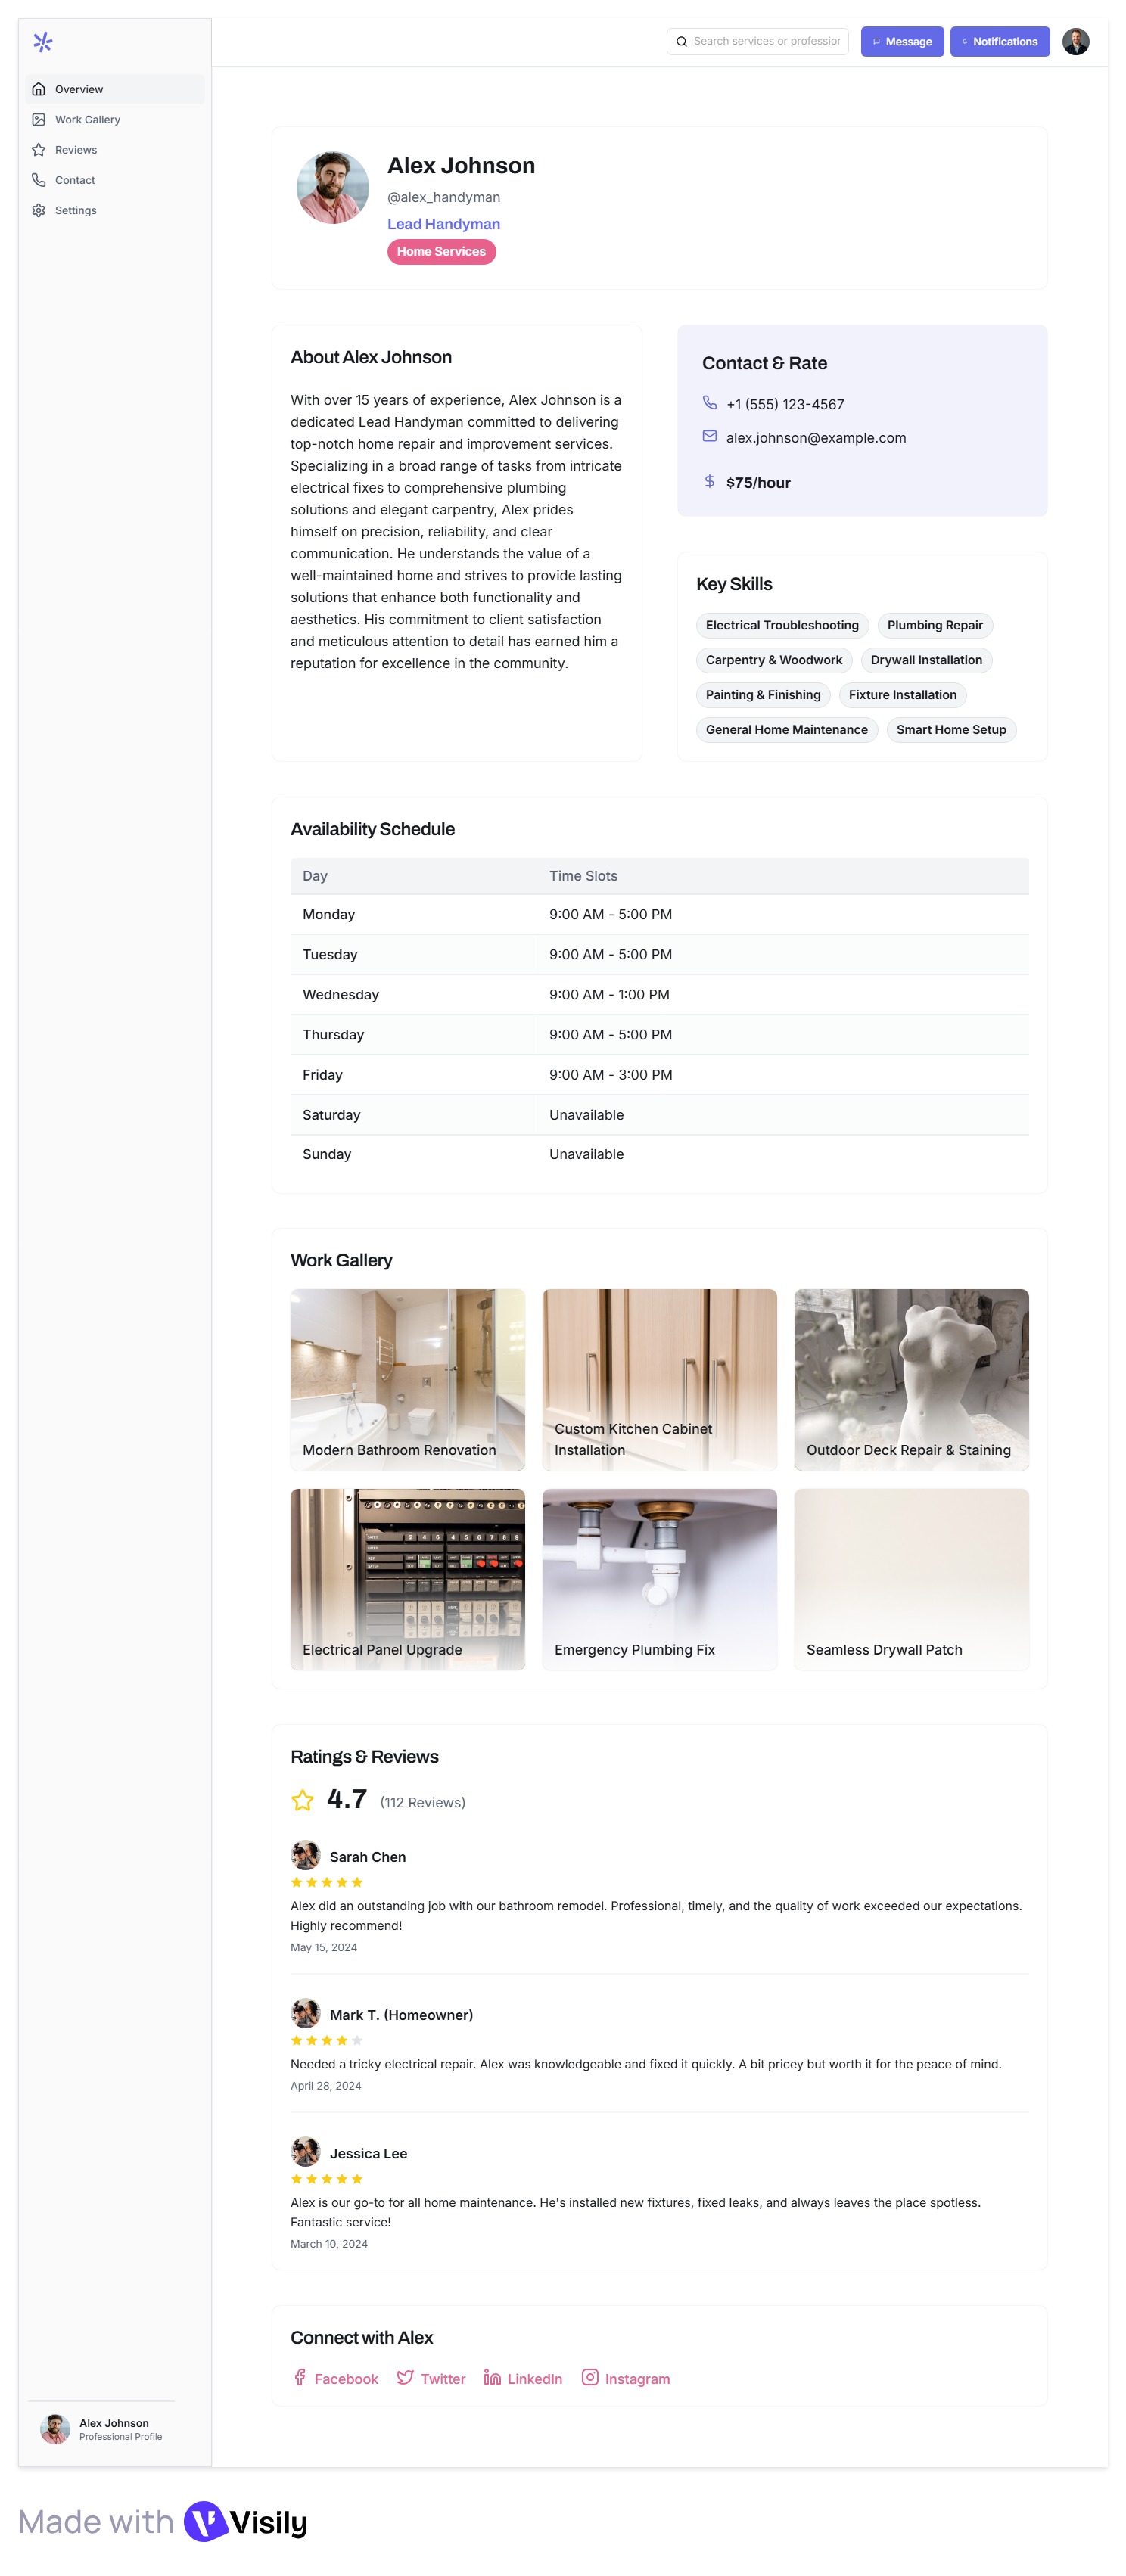 Search services or profession
Message
Notifications
Overview
Work Gallery
Reviews
Contact
Settings
Alex Johnson
@alex_handyman
Lead Handyman
Home Services
About Alex Johnson
With over 15 years of experience, Alex Johnson is a
dedicated Lead Handyman committed to delivering
top-notch home repair and improvement services.
Specializing in a broad range of tasks from intricate
electrical fixes to comprehensive plumbing
solutions and elegant carpentry, Alex prides
himself on precision, reliability, and clear
communication. He understands the value of a
well-maintained home and strives to provide lasting
solutions that enhance both functionality and
aesthetics. His commitment to client satisfaction
and meticulous attention to detail has earned him a
reputation for excellence in the community.
Contact & Rate
+1 (555) 123-4567
alex.johnson@example.com
$75/hour
Key Skills
Electrical Troubleshooting
Plumbing Repair
Carpentry & Woodwork
Drywall Installation
Painting & Finishing
Fixture Installation
General Home Maintenance
Smart Home Setup
Availability Schedule
Day Time Slots
Monday 9:00 AM - 5:00 PM
Tuesday 9:00 AM - 5:00 PM
Wednesday 9:00 AM - 1:00 PM
Thursday 9:00 AM - 5:00 PM
Friday 9:00 AM - 3:00 PM
Saturday Unavailable
Sunday Unavailable
Work Gallery
Modern Bathroom Renovation
Custom Kitchen Cabinet
Installation
Outdoor Deck Repair & Staining
Electrical Panel Upgrade
Emergency Plumbing Fix
Seamless Drywall Patch
Ratings & Reviews
4.7 (112 Reviews)
Sarah Chen
Alex did an outstanding job with our bathroom remodel. Professional, timely, and the quality of work exceeded our expectations.
Highly recommend!
May 15, 2024
Mark T. (Homeowner)
Needed a tricky electrical repair. Alex was knowledgeable and fixed it quickly. A bit pricey but worth it for the peace of mind.
April 28, 2024
Jessica Lee
Alex is our go-to for all home maintenance. He's installed new fixtures, fixed leaks, and always leaves the place spotless.
Fantastic service!
March 10, 2024
Connect with Alex
Facebook
Twitter
LinkedIn
Instagram
Alex Johnson
Professional Profile
Made with Visily